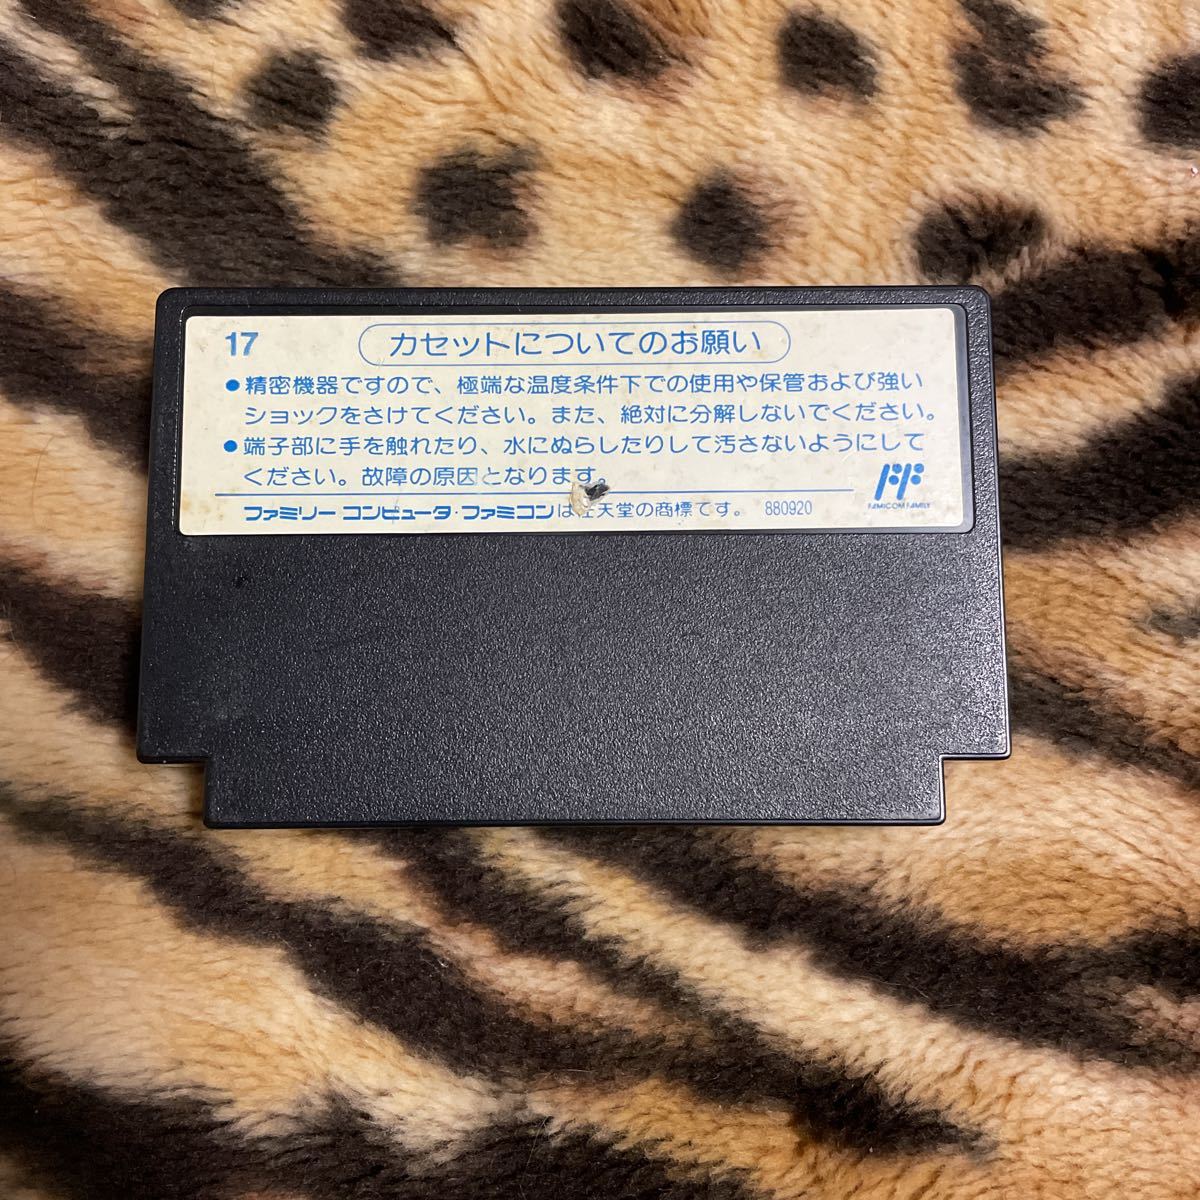 17
カセットについてのお願い
●精密機器ですので、極端な温度条件下での使用や保管および強い
ショックをさけてください。また、絶対に分解しないでください。
●端子部に手を触れたり、水にぬらしたりして汚さないようにして
ください。故障の原因となります。
ファミリーコンピュータ・ファミコンは任天堂の商標です。 880920
FF
FAMICOM FAMILY